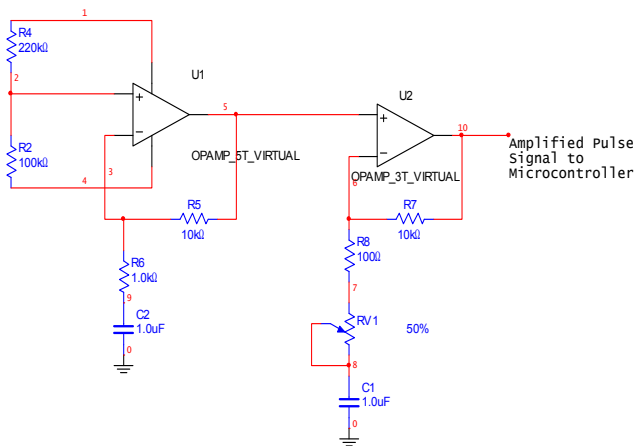 1
R4
220kΩ
2
U1
+
−
5
U2
+
−
10
Amplified Pulse
Signal to
Microcontroller
R2
100kΩ
4
3
OPAMP_5T_VIRTUAL
6
OPAMP_3T_VIRTUAL
R5
10kΩ
R7
10kΩ
R6
1.0kΩ
9
R8
100Ω
7
C2
1.0uF
0
RV1
50%
8
C1
1.0uF
0